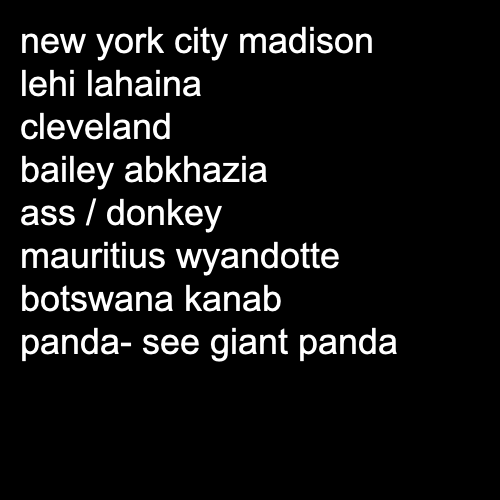 new york city madison
lehi lahaina
cleveland
bailey abkhazia
ass / donkey
mauritius wyandotte
botswana kanab
panda- see giant panda